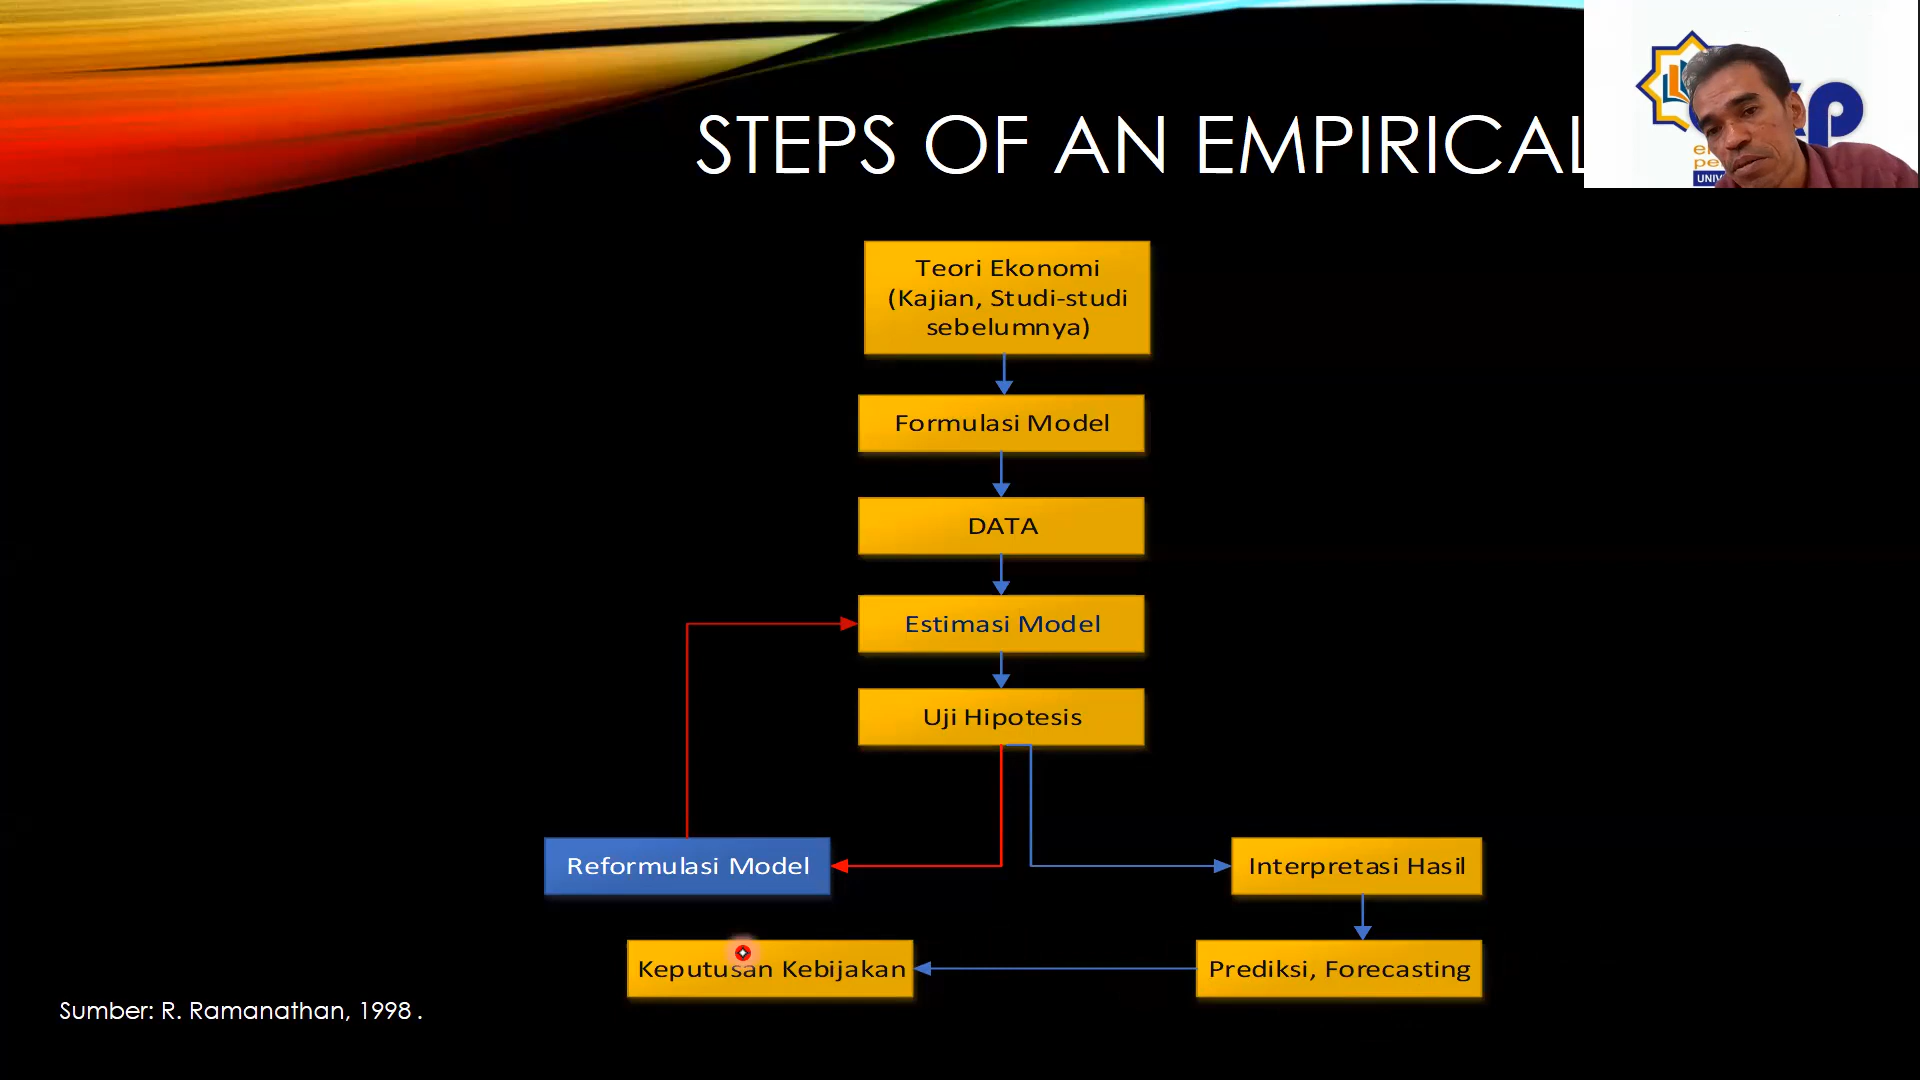 STEPS OF AN EMPIRICAL
Teori Ekonomi
(Kajian, Studi-studi
sebelumnya)
Formulasi Model
DATA
Estimasi Model
Uji Hipotesis
Reformulasi Model
Interpretasi Hasil
Keputusan Kebijakan
Prediksi, Forecasting
Sumber: R. Ramanathan, 1998 .